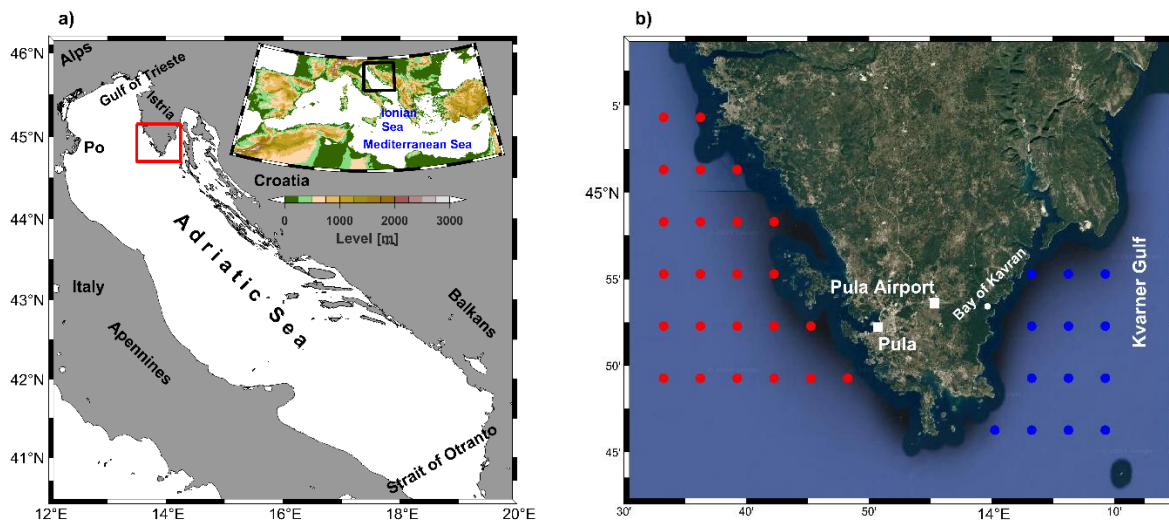 a)
46°N
45°N
44°N
43°N
42°N
41°N
12°E
14°E
16°E
18°E
20°E
Alps
Gulf of Trieste
Istria
Po
Croatia
Adriatic Sea
Italy
Apennines
Balkans
Strait of Otranto
Ionian
Sea
Mediterranean Sea
0
1000
2000
3000
Level [m]
b)
5'
45°N
55'
50'
45'
30'
40'
50'
14°E
10'
Pula Airport
Pula
Bay of Kavran
Kvarner Gulf